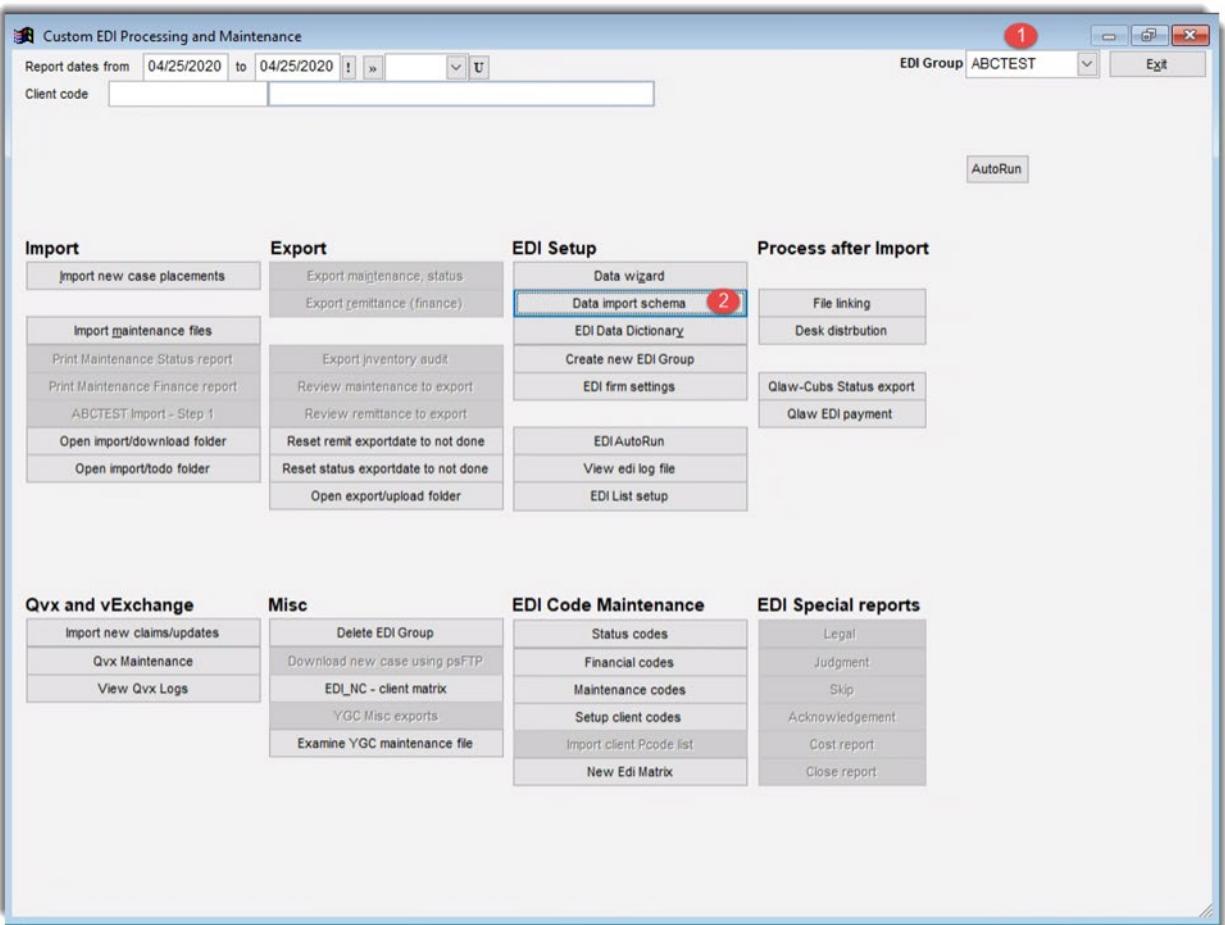 Custom EDI Processing and Maintenance
1
Report dates from 04/25/2020 to 04/25/2020 ! » U
EDI Group ABCTEST Exit
Client code
AutoRun
Import
Import new case placements
Import maintenance files
Print Maintenance Status report
Print Maintenance Finance report
ABCTEST Import - Step 1
Open import/download folder
Open import/todo folder
Export
Export maintenance, status
Export remittance (finance)
Export inventory audit
Review maintenance to export
Review remittance to export
Reset remit exportdate to not done
Reset status exportdate to not done
Open export/upload folder
EDI Setup
Data wizard
Data import schema 2
EDI Data Dictionary
Create new EDI Group
EDI firm settings
EDI AutoRun
View edi log file
EDI List setup
Process after Import
File linking
Desk distrbution
Qlaw-Cubs Status export
Qlaw EDI payment
Qvx and vExchange
Import new claims/updates
Qvx Maintenance
View Qvx Logs
Misc
Delete EDI Group
Download new case using psFTP
EDI_NC - client matrix
YGC Misc exports
Examine YGC maintenance file
EDI Code Maintenance
Status codes
Financial codes
Maintenance codes
Setup client codes
Import client Pcode list
New Edi Matrix
EDI Special reports
Legal
Judgment
Skip
Acknowledgement
Cost report
Close report